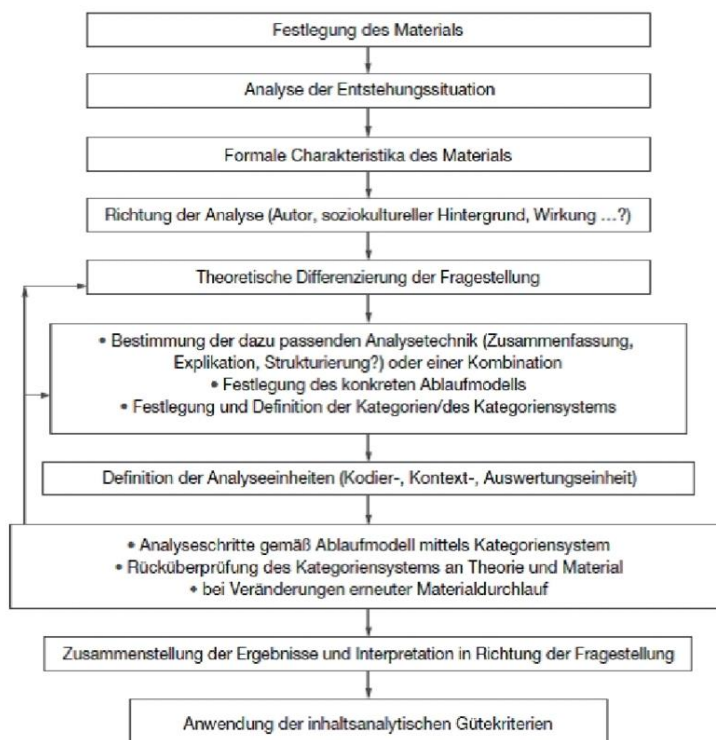 Festlegung des Materials
Analyse der Entstehungssituation
Formale Charakteristika des Materials
Richtung der Analyse (Autor, soziokultureller Hintergrund, Wirkung ...?)
Theoretische Differenzierung der Fragestellung
• Bestimmung der dazu passenden Analysetechnik (Zusammenfassung,
Explikation, Strukturierung?) oder einer Kombination
• Festlegung des konkreten Ablaufmodells
• Festlegung und Definition der Kategorien/des Kategoriensystems
Definition der Analyseeinheiten (Kodier-, Kontext-, Auswertungseinheit)
• Analyseschritte gemäß Ablaufmodell mittels Kategoriensystem
• Rücküberprüfung des Kategoriensystems an Theorie und Material
• bei Veränderungen erneuter Materialdurchlauf
Zusammenstellung der Ergebnisse und Interpretation in Richtung der Fragestellung
Anwendung der inhaltsanalytischen Gütekriterien